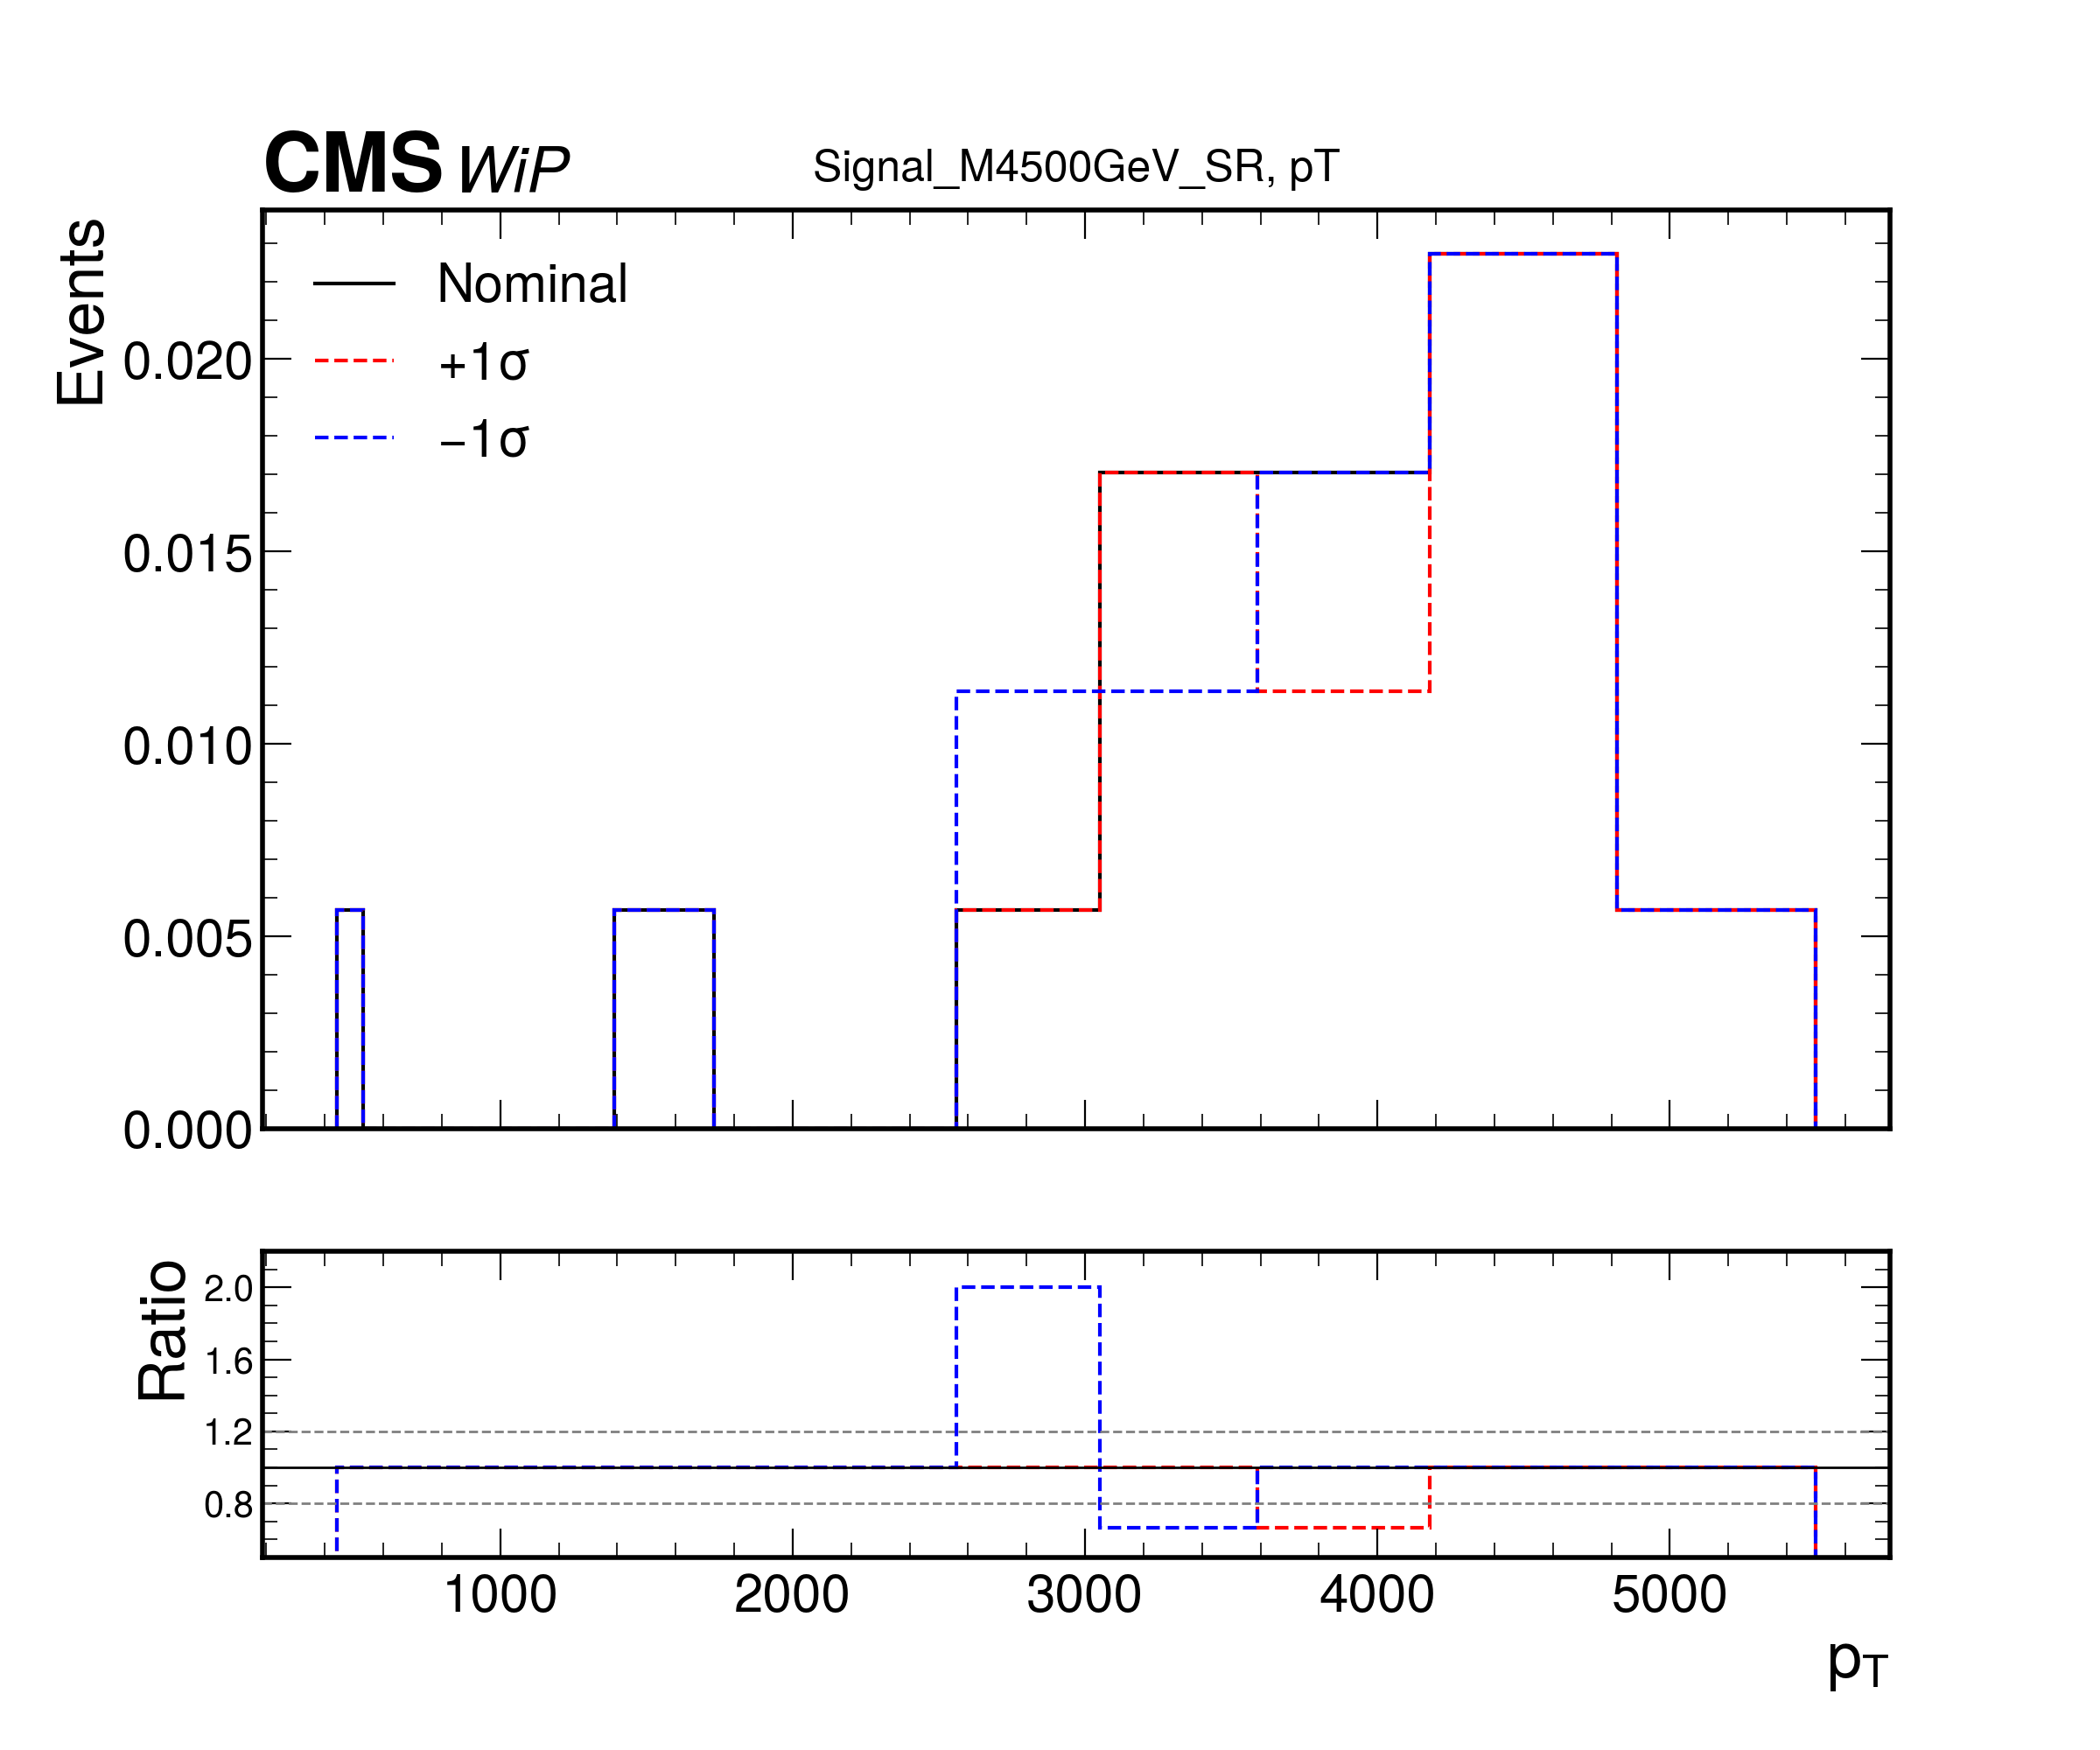 CMS WiP
Signal_M4500GeV_SR, pT
Events
Nominal
+1σ
−1σ
0.020
0.015
0.010
0.005
0.000
Ratio
2.0
1.6
1.2
0.8
1000 2000 3000 4000 5000
pT